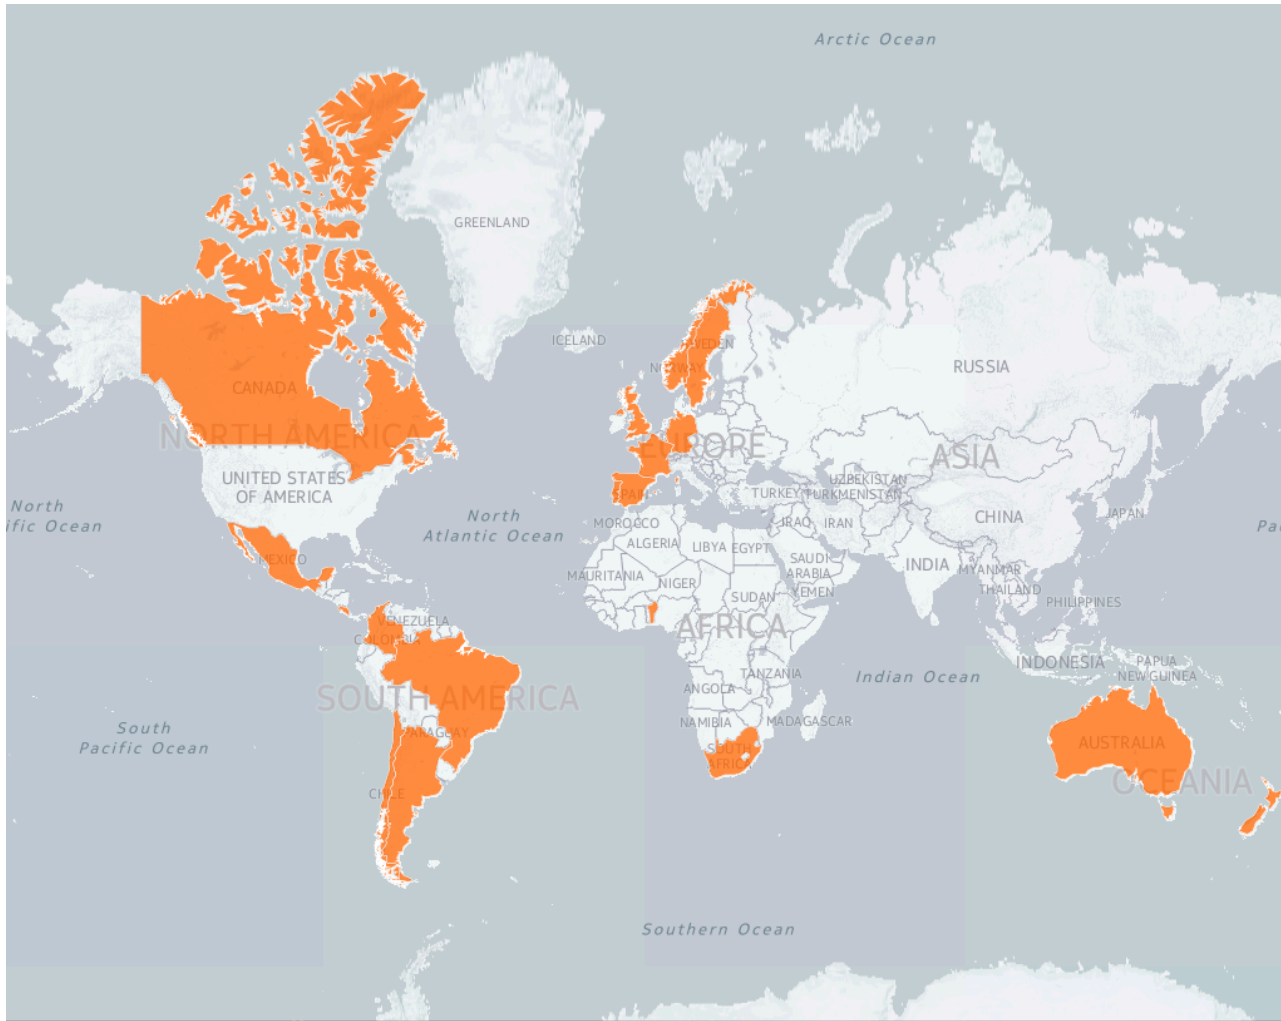 Arctic Ocean
GREENLAND
ICELAND
SWEDEN
NORWAY
RUSSIA
CANADA
NORTH AMERICA
EUROPE
ASIA
UNITED STATES
OF AMERICA
UZBEKISTAN
TURKEY
TURKMENISTAN
SPAIN
North
ific Ocean
North
Atlantic Ocean
CHINA
JAPAN
Pac
MOROCCO
IRAQ
IRAN
ALGERIA
LIBYA
EGYPT
SAUDI
ARABIA
MEXICO
INDIA
MYANMAR
MAURITANIA
NIGER
SUDAN
YEMEN
THAILAND
PHILIPPINES
VENEZUELA
COLOMBIA
AFRICA
INDONESIA
PAPUA
NEW GUINEA
TANZANIA
Indian Ocean
ANGOLA
SOUTH AMERICA
NAMIBIA
MADAGASCAR
South
Pacific Ocean
PARAGUAY
SOUTH
AFRICA
AUSTRALIA
OCEANIA
CHILE
Southern Ocean